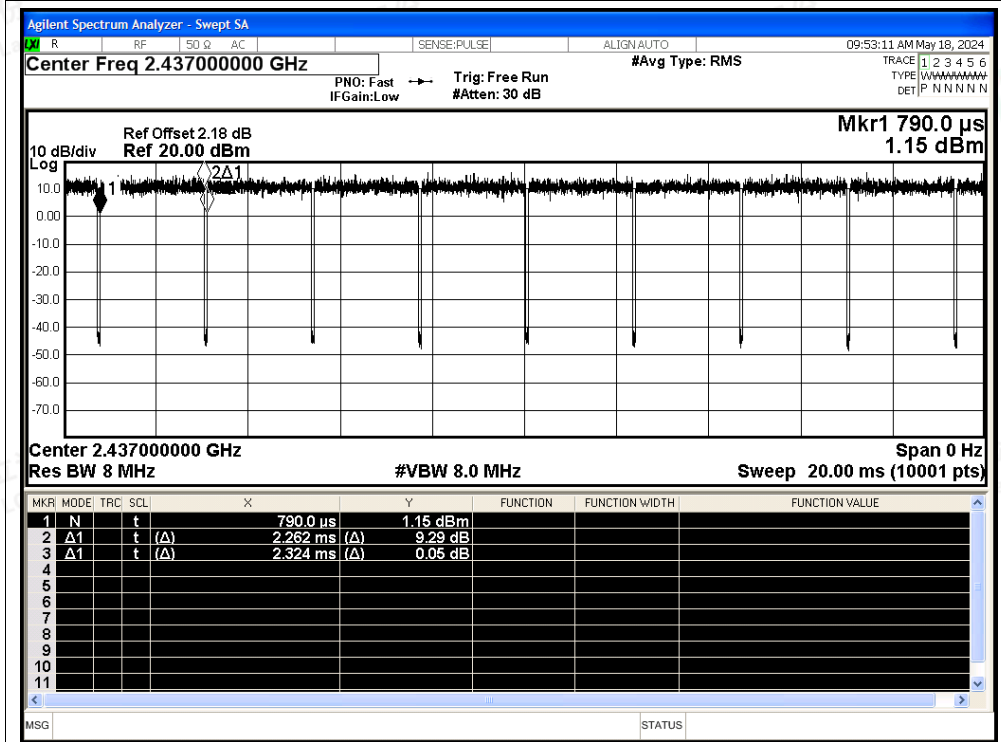 Agilent Spectrum Analyzer - Swept SA
LXI R RF 50 Ω AC SENSE:PULSE ALIGN AUTO 09:53:11 AM May 18, 2024
Center Freq 2.437000000 GHz #Avg Type: RMS TRACE 1 2 3 4 5 6
PNO: Fast Trig: Free Run TYPE WWWWWW
IFGain:Low #Atten: 30 dB DET P N N N N N
Mkr1 790.0 µs
Ref Offset 2.18 dB
10 dB/div Ref 20.00 dBm 1.15 dBm
Log
2Δ1
10.0 1
0.00
-10.0
-20.0
-30.0
-40.0
-50.0
-60.0
-70.0
Center 2.437000000 GHz Span 0 Hz
Res BW 8 MHz #VBW 8.0 MHz Sweep 20.00 ms (10001 pts)
MKR MODE TRC SCL X Y FUNCTION FUNCTION WIDTH FUNCTION VALUE
1 N t 790.0 µs 1.15 dBm
2 Δ1 t (Δ) 2.262 ms (Δ) 9.29 dB
3 Δ1 t (Δ) 2.324 ms (Δ) 0.05 dB
4
5
6
7
8
9
10
11
MSG STATUS